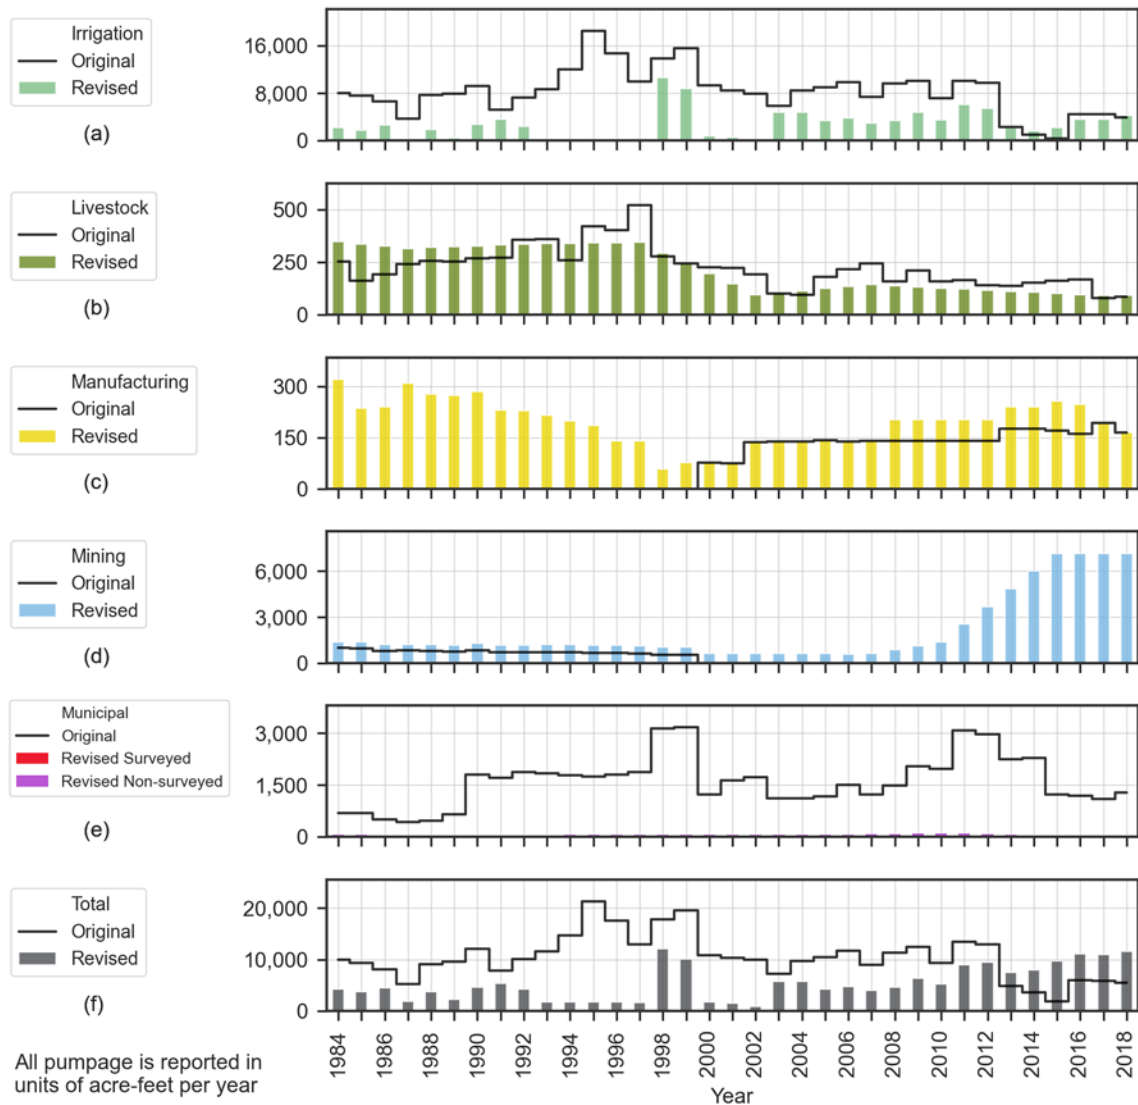 Irrigation
Original
Revised
(a)
16,000
8,000
0
Livestock
Original
Revised
(b)
500
250
0
Manufacturing
Original
Revised
(c)
300
150
0
Mining
Original
Revised
(d)
6,000
3,000
0
Municipal
Original
Revised Surveyed
Revised Non-surveyed
(e)
3,000
1,500
0
Total
Original
Revised
(f)
20,000
10,000
0
1984
1986
1988
1990
1992
1994
1996
1998
2000
2002
2004
2006
2008
2010
2012
2014
2016
2018
Year
All pumpage is reported in
units of acre-feet per year